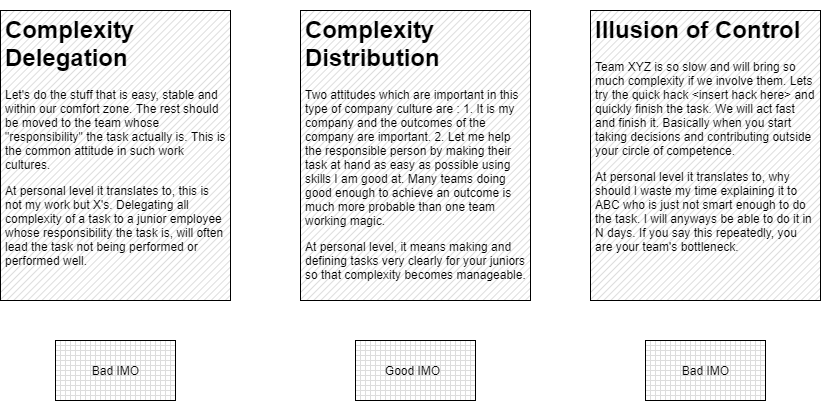 Complexity
Delegation
Let's do the stuff that is easy, stable and
within our comfort zone. The rest should
be moved to the team whose
"responsibility" the task actually is. This is
the common attitude in such work
cultures.
At personal level it translates to, this is
not my work but X's. Delegating all
complexity of a task to a junior employee
whose responsibility the task is, will often
lead the task not being performed or
performed well.
Bad IMO
Complexity
Distribution
Two attitudes which are important in this
type of company culture are : 1. It is my
company and the outcomes of the
company are important. 2. Let me help
the responsible person by making their
task at hand as easy as possible using
skills I am good at. Many teams doing
good enough to achieve an outcome is
much more probable than one team
working magic.
At personal level, it means making and
defining tasks very clearly for your juniors
so that complexity becomes manageable.
Good IMO
Illusion of Control
Team XYZ is so slow and will bring so
much complexity if we involve them. Lets
try the quick hack <insert hack here> and
quickly finish the task. We will act fast
and finish it. Basically when you start
taking decisions and contributing outside
your circle of competence.
At personal level it translates to, why
should I waste my time explaining it to
ABC who is just not smart enough to do
the task. I will anyways be able to do it in
N days. If you say this repeatedly, you
are your team's bottleneck.
Bad IMO